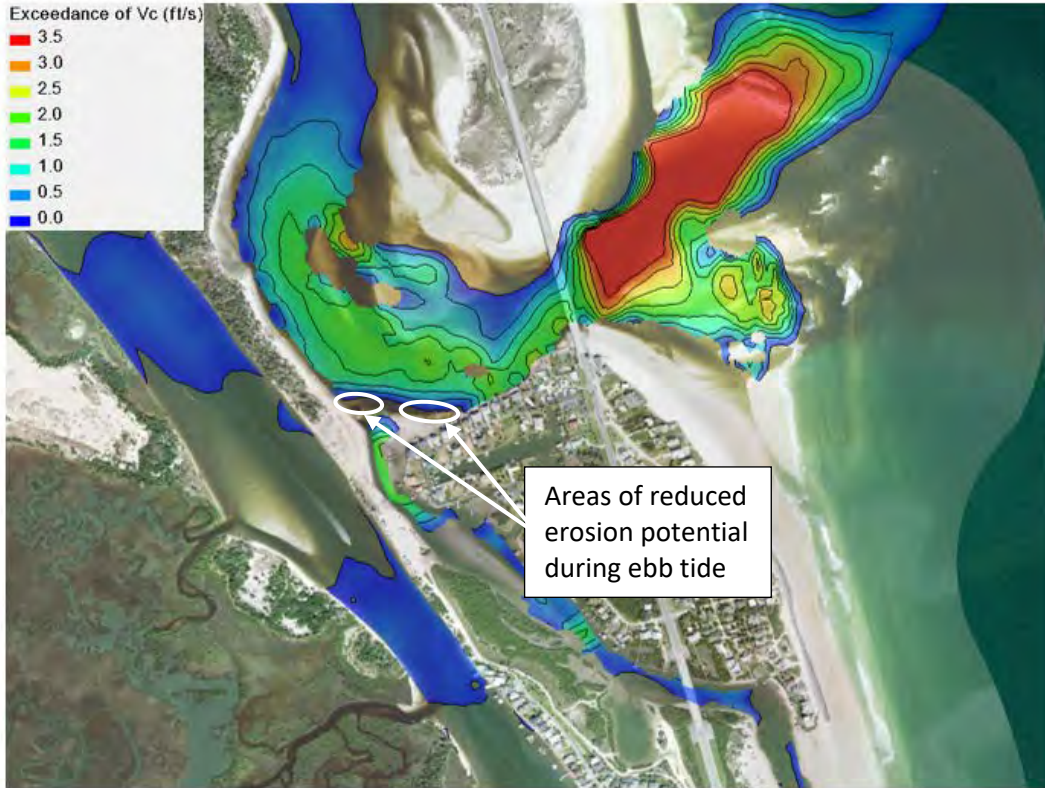 Exceedance of Vc (ft/s)
3.5
3.0
2.5
2.0
1.5
1.0
0.5
0.0
Areas of reduced
erosion potential
during ebb tide